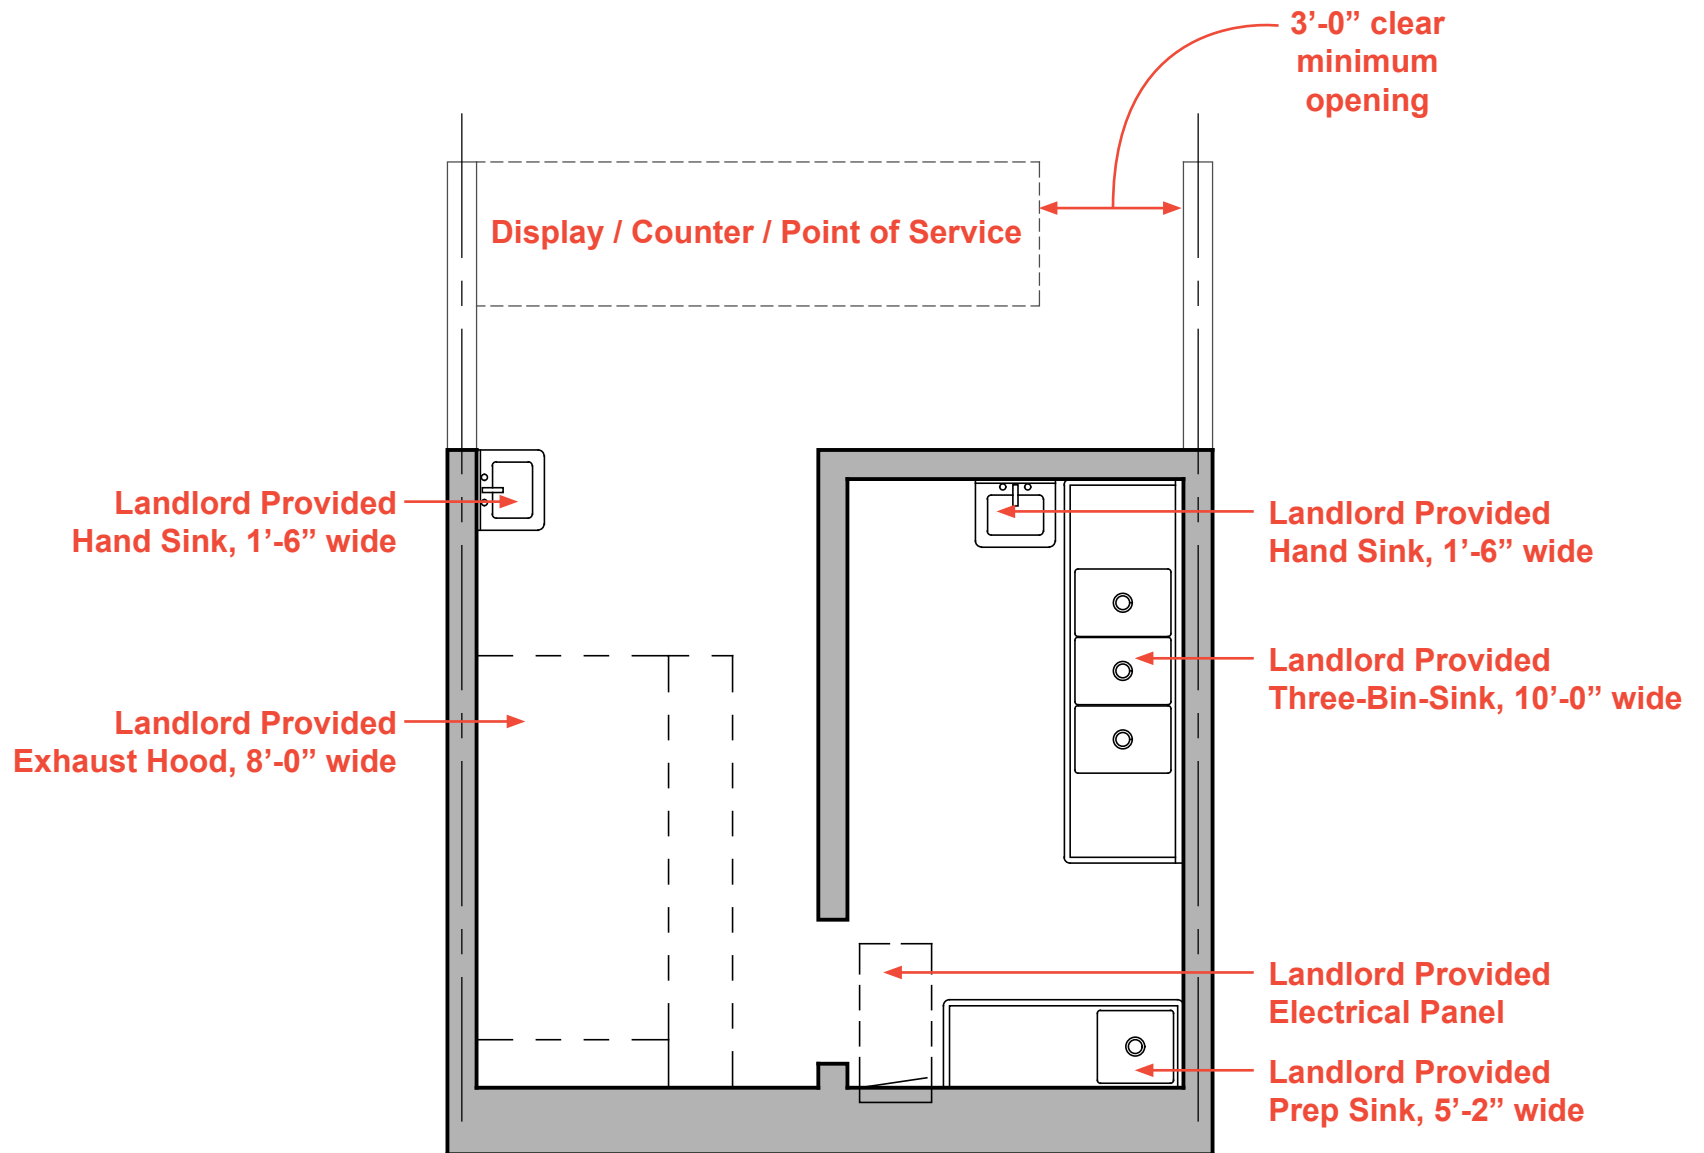 3’-0” clear
minimum
opening
Display / Counter / Point of Service
Landlord Provided
Hand Sink, 1’-6” wide
Landlord Provided
Hand Sink, 1’-6” wide
Landlord Provided
Three-Bin-Sink, 10’-0” wide
Landlord Provided
Exhaust Hood, 8’-0” wide
Landlord Provided
Electrical Panel
Landlord Provided
Prep Sink, 5’-2” wide